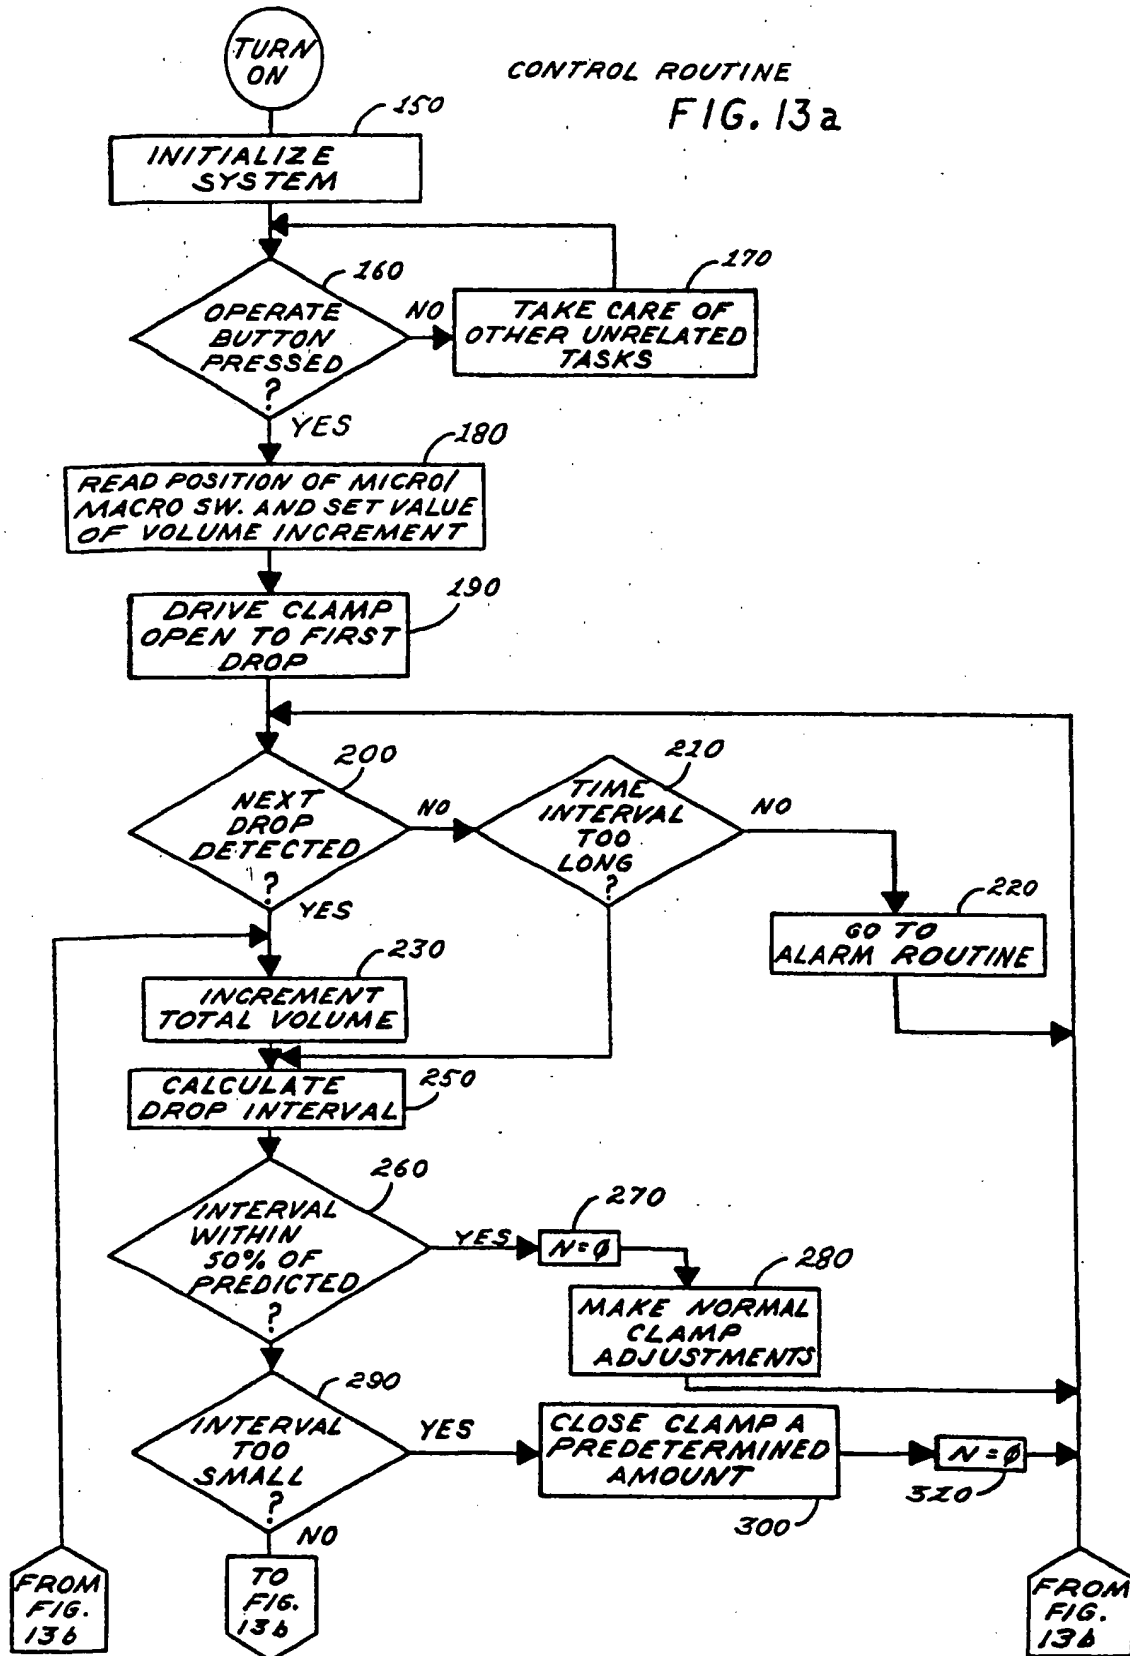 TURN
ON
CONTROL ROUTINE
FIG. 13a
150
INITIALIZE
SYSTEM
160
OPERATE
BUTTON
PRESSED
?
NO
170
TAKE CARE OF
OTHER UNRELATED
TASKS
YES
180
READ POSITION OF MICRO/
MACRO SW. AND SET VALUE
OF VOLUME INCREMENT
190
DRIVE CLAMP
OPEN TO FIRST
DROP
200
NEXT
DROP
DETECTED
?
NO
210
TIME
INTERVAL
TOO
LONG
?
NO
YES
220
GO TO
ALARM ROUTINE
230
INCREMENT
TOTAL VOLUME
250
CALCULATE
DROP INTERVAL
260
INTERVAL
WITHIN
50% OF
PREDICTED
?
YES
270
N=φ
280
MAKE NORMAL
CLAMP
ADJUSTMENTS
290
INTERVAL
TOO
SMALL
?
YES
CLOSE CLAMP A
PREDETERMINED
AMOUNT
300
N=φ
320
NO
FROM
FIG.
13b
TO
FIG.
13b
FROM
FIG.
13b